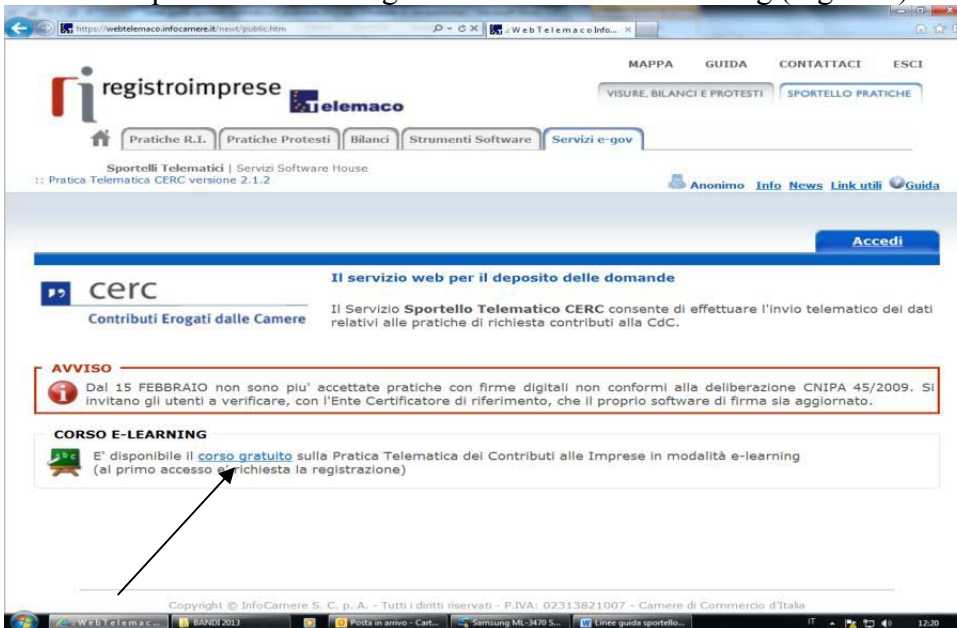 https://webtelemaco.infocamere.it/newt/public.htm
WebTelemacoInfo...
MAPPA GUIDA CONTATTACI ESCI
registroimprese
Telemaco
VISURE, BILANCI E PROTESTI SPORTELLO PRATICHE
Pratiche R.I. Pratiche Protesti Bilanci Strumenti Software Servizi e-gov
Sportelli Telematici | Servizi Software House
:: Pratica Telematica CERC versione 2.1.2
Anonimo Info News Link utili Guida
Accedi
cerc
Contributi Erogati dalle Camere
Il servizio web per il deposito delle domande
Il Servizio Sportello Telematico CERC consente di effettuare l'invio telematico dei dati
relativi alle pratiche di richiesta contributi alla CdC.
AVVISO
Dal 15 FEBBRAIO non sono piu' accettate pratiche con firme digitali non conformi alla deliberazione CNIPA 45/2009. Si
invitano gli utenti a verificare, con l'Ente Certificatore di riferimento, che il proprio software di firma sia aggiornato.
CORSO E-LEARNING
E' disponibile il corso gratuito sulla Pratica Telematica dei Contributi alle Imprese in modalità e-learning
(al primo accesso e' richiesta la registrazione)
Copyright © InfoCamere S. C. p. A. - Tutti i diritti riservati - P.IVA: 02313821007 - Camere di Commercio d'Italia
WebTelemac... BANDI 2013 Posta in arrivo - Cart... Samsung ML-3470 S... Linee guida sportello... IT 12:20